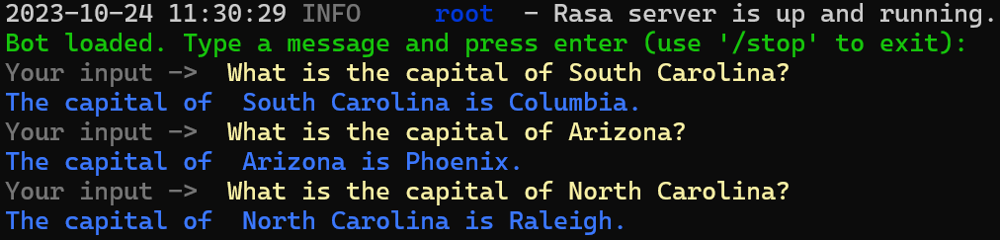 2023-10-24 11:30:29 INFO     root  - Rasa server is up and running.
Bot loaded. Type a message and press enter (use '/stop' to exit):
Your input ->  What is the capital of South Carolina?
The capital of  South Carolina is Columbia.
Your input ->  What is the capital of Arizona?
The capital of  Arizona is Phoenix.
Your input ->  What is the capital of North Carolina?
The capital of  North Carolina is Raleigh.